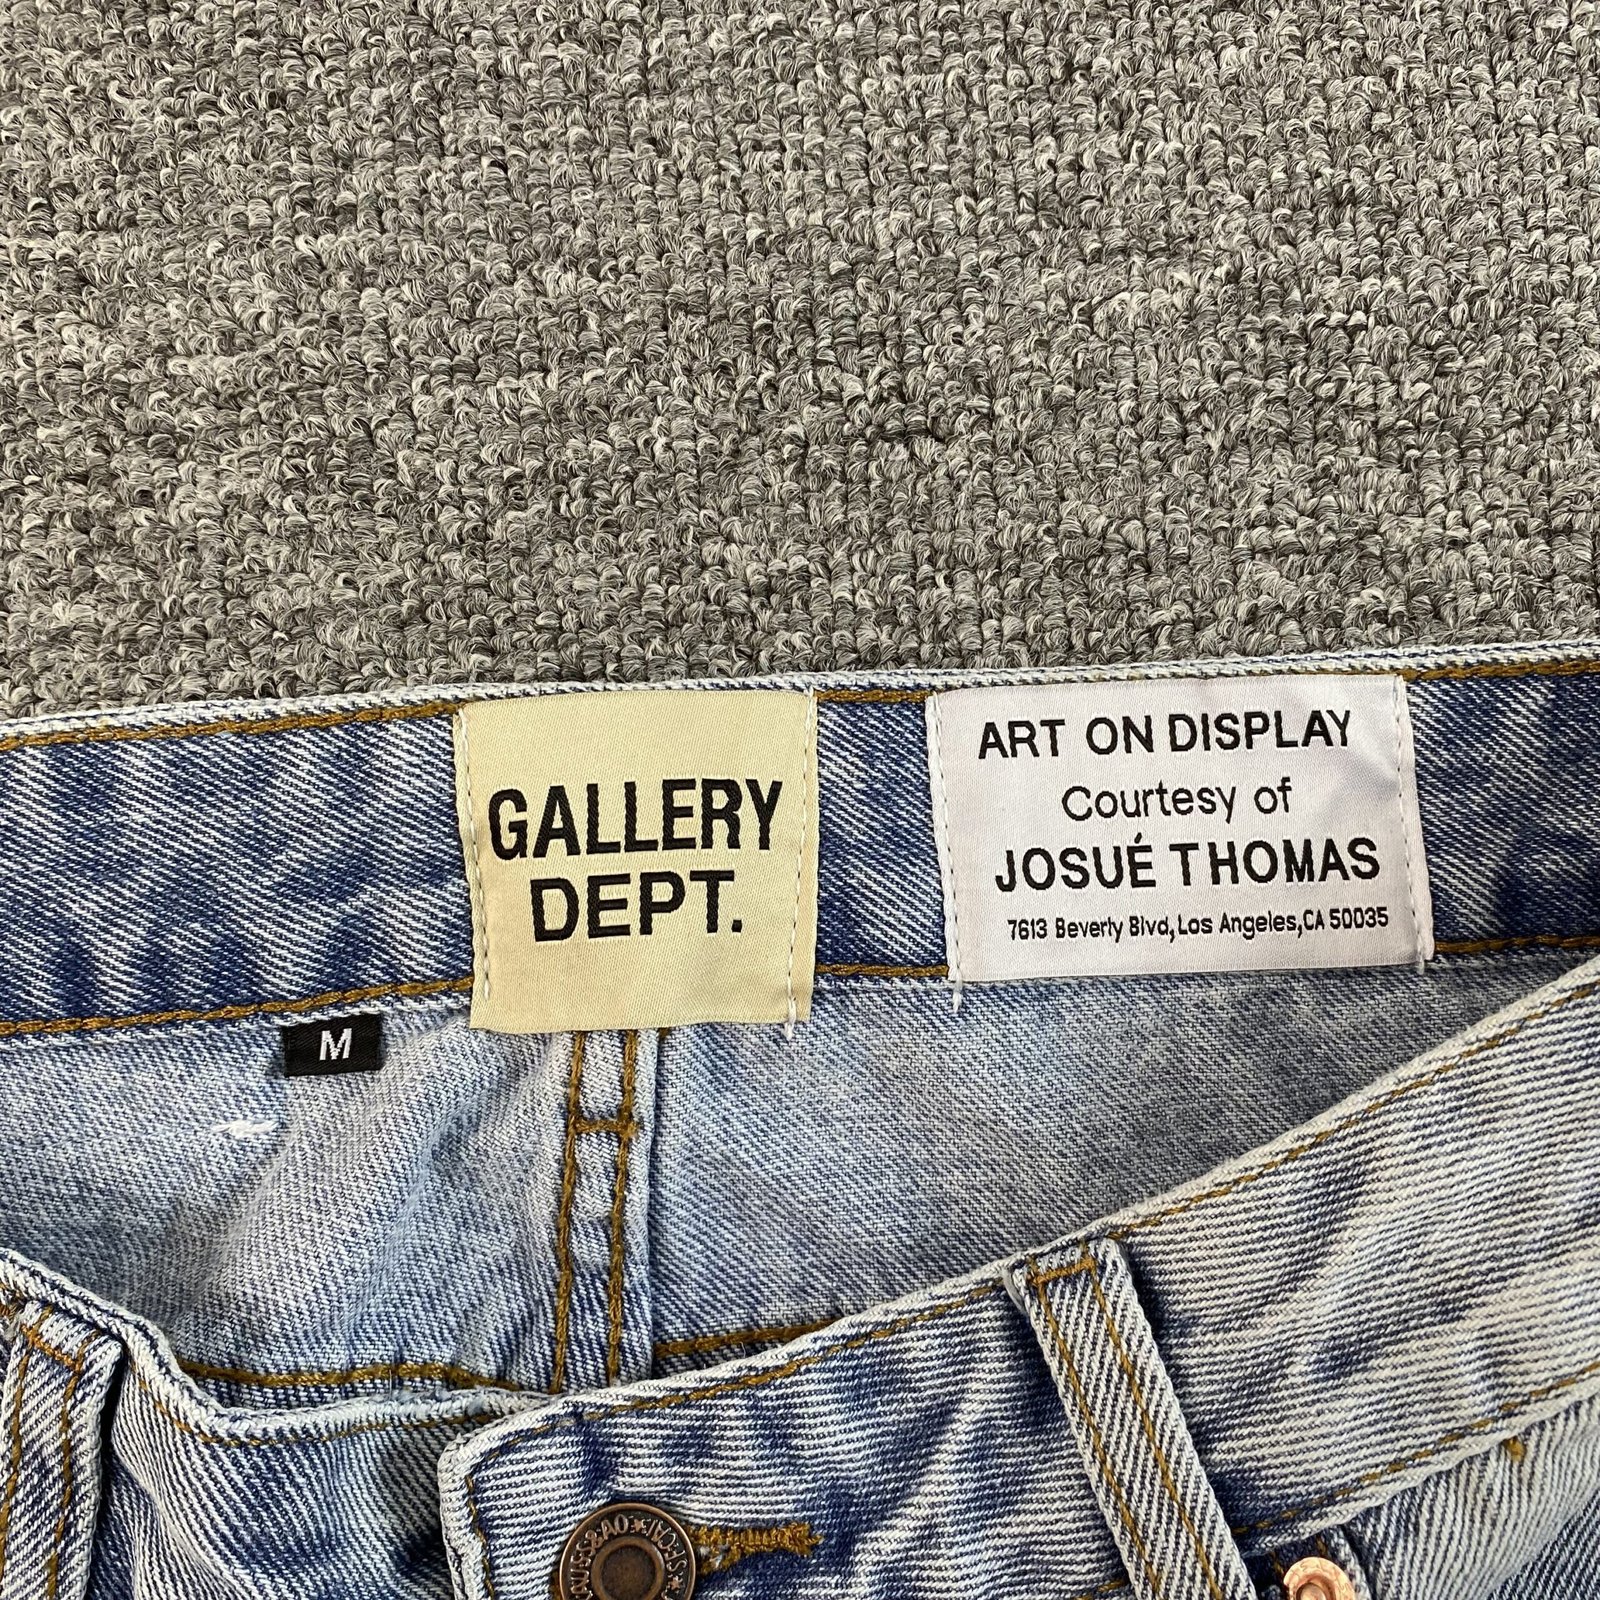 GALLERY
DEPT.
ART ON DISPLAY
Courtesy of
JOSUÉ THOMAS
7613 Beverly Blvd, Los Angeles, CA 50035
M